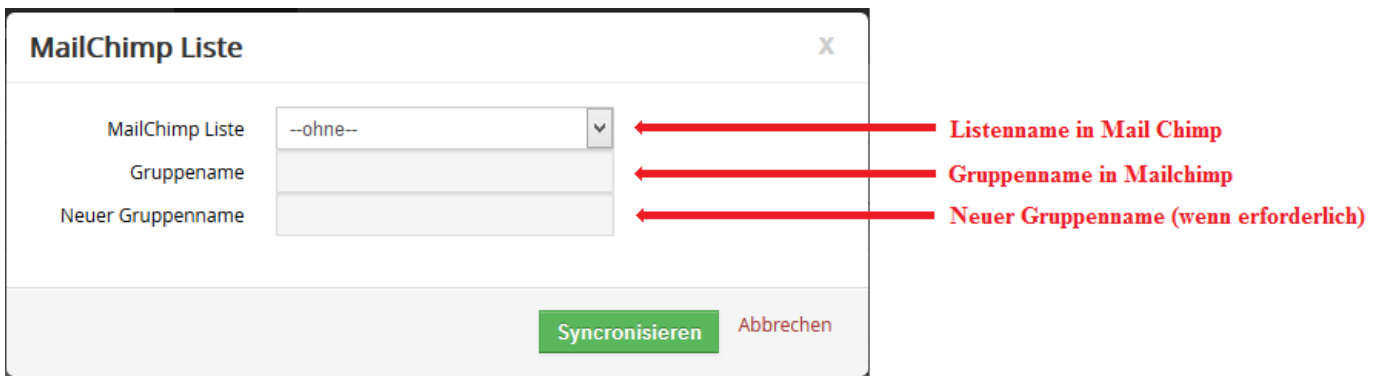 MailChimp Liste
x
MailChimp Liste --ohne-- Listenname in Mail Chimp
Gruppename Gruppenname in Mailchimp
Neuer Gruppenname Neuer Gruppenname (wenn erforderlich)
Syncronisieren Abbrechen